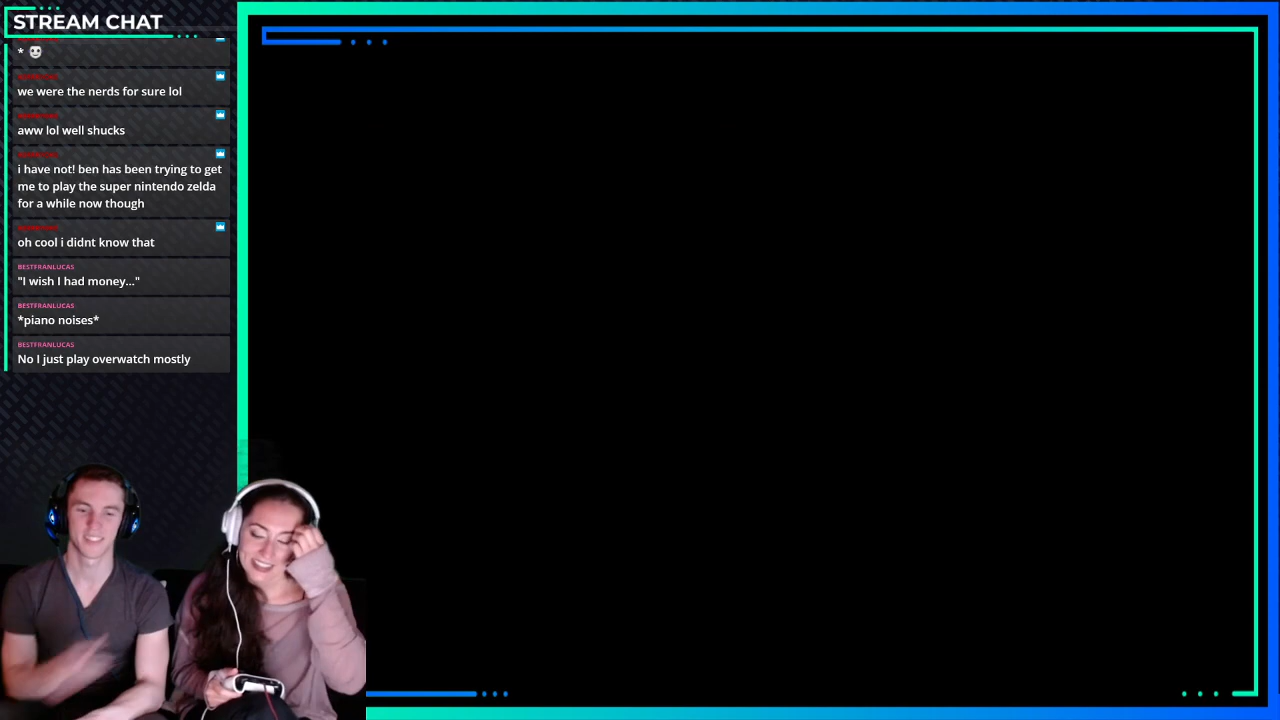 STREAM CHAT
*
we were the nerds for sure lol
aww lol well shucks
i have not! ben has been trying to get
me to play the super nintendo zelda
for a while now though
oh cool i didnt know that
BESTFRANLUCAS
"I wish I had money..."
BESTFRANLUCAS
*piano noises*
BESTFRANLUCAS
No I just play overwatch mostly